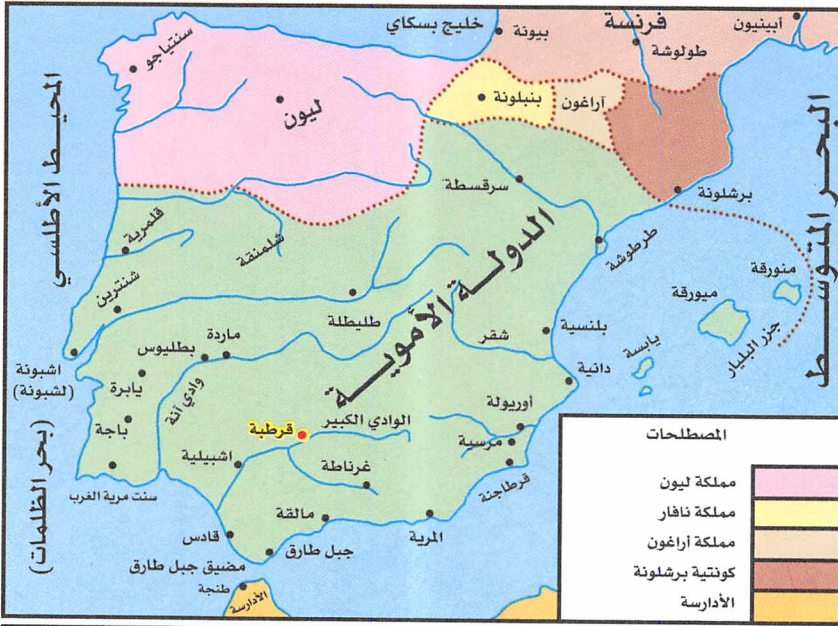 فرنسة
أبينيون
طولوشة
بيونة
خليج بسكاي
سنتياجو
ليون
بنبلونة
آراغون
المحيط الأطلسي
(بحر الظلمات)
البحر المتوسط
برشلونة
سرقسطة
طرطوشة
الدولة الأموية
قلمرية
شلمنقة
شنترين
طليطلة
منورقة
ميورقة
يابسة
جزر البليار
بلنسية
شقر
دانية
ماردة
بطليوس
اشبونة
(لشبونة)
يابرة
باجة
وادي آنة
الوادي الكبير
قرطبة
أوريولة
مرسية
قرطاجنة
اشبيلية
غرناطة
سنت مرية الغرب
مالقة
المرية
قادس
جبل طارق
مضيق جبل طارق
طنجة
الأدارسة
المصطلحات
مملكة ليون
مملكة نافار
مملكة أراغون
كونتية برشلونة
الأدارسة